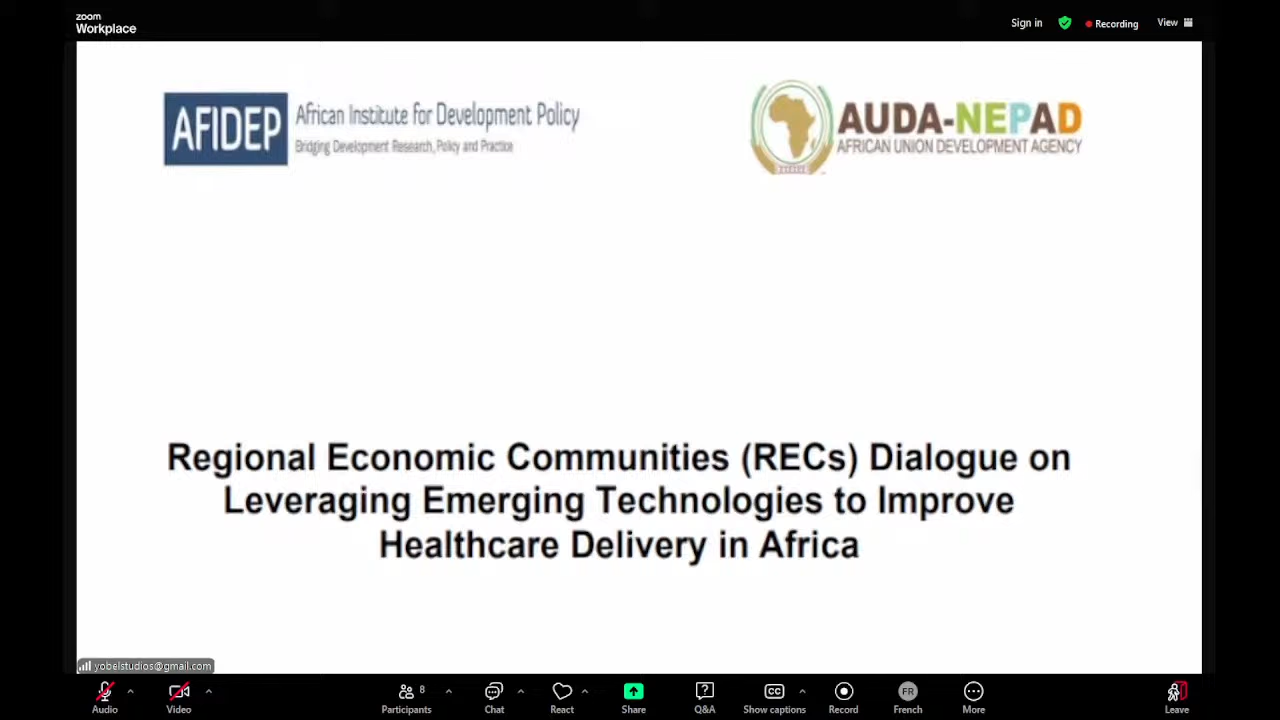 zoom
Workplace
Sign in
Recording
View
AFIDEP
African Institute for Development Policy
Bridging Development Research, Policy and Practice
AUDA-NEPAD
AFRICAN UNION DEVELOPMENT AGENCY
Regional Economic Communities (RECs) Dialogue on
Leveraging Emerging Technologies to Improve
Healthcare Delivery in Africa
yobelstudios@gmail.com
8
CC
FR
Audio
Video
Participants
Chat
React
Share
Q&A
Show captions
Record
French
More
Leave